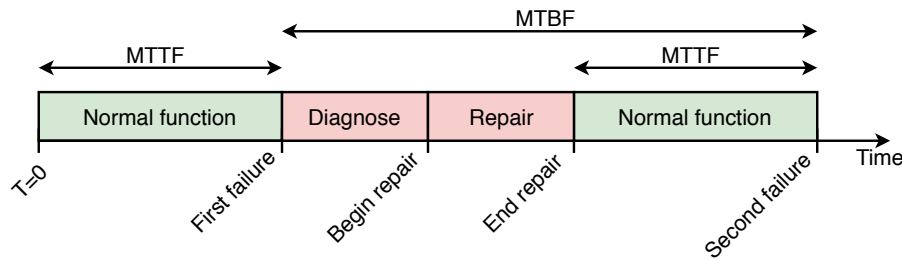 MTBF
MTTF
MTTF
Normal function
Diagnose
Repair
Normal function
Time
T=0
First failure
Begin repair
End repair
Second failure